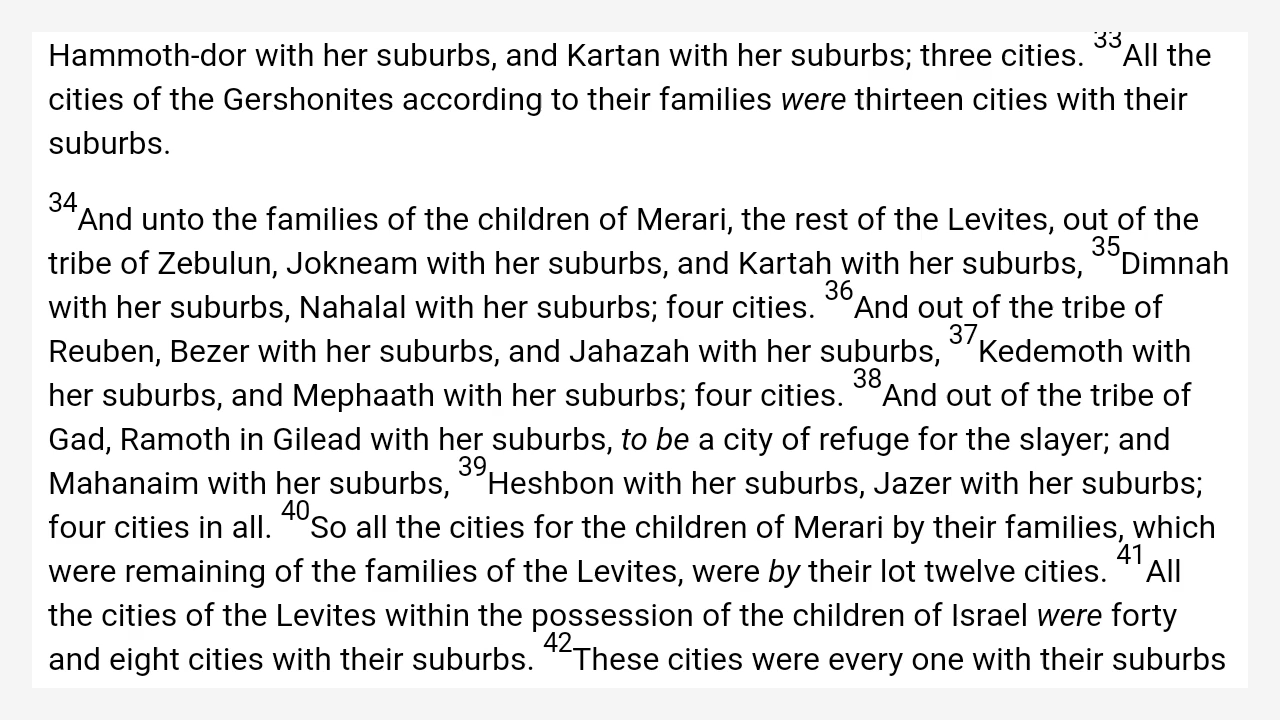 Hammoth-dor with her suburbs, and Kartan with her suburbs; three cities. 33All the
cities of the Gershonites according to their families were thirteen cities with their
suburbs.
34And unto the families of the children of Merari, the rest of the Levites, out of the
tribe of Zebulun, Jokneam with her suburbs, and Kartah with her suburbs, 35Dimnah
with her suburbs, Nahalal with her suburbs; four cities. 36And out of the tribe of
Reuben, Bezer with her suburbs, and Jahazah with her suburbs, 37Kedemoth with
her suburbs, and Mephaath with her suburbs; four cities. 38And out of the tribe of
Gad, Ramoth in Gilead with her suburbs, to be a city of refuge for the slayer; and
Mahanaim with her suburbs, 39Heshbon with her suburbs, Jazer with her suburbs;
four cities in all. 40So all the cities for the children of Merari by their families, which
were remaining of the families of the Levites, were by their lot twelve cities. 41All
the cities of the Levites within the possession of the children of Israel were forty
and eight cities with their suburbs. 42These cities were every one with their suburbs